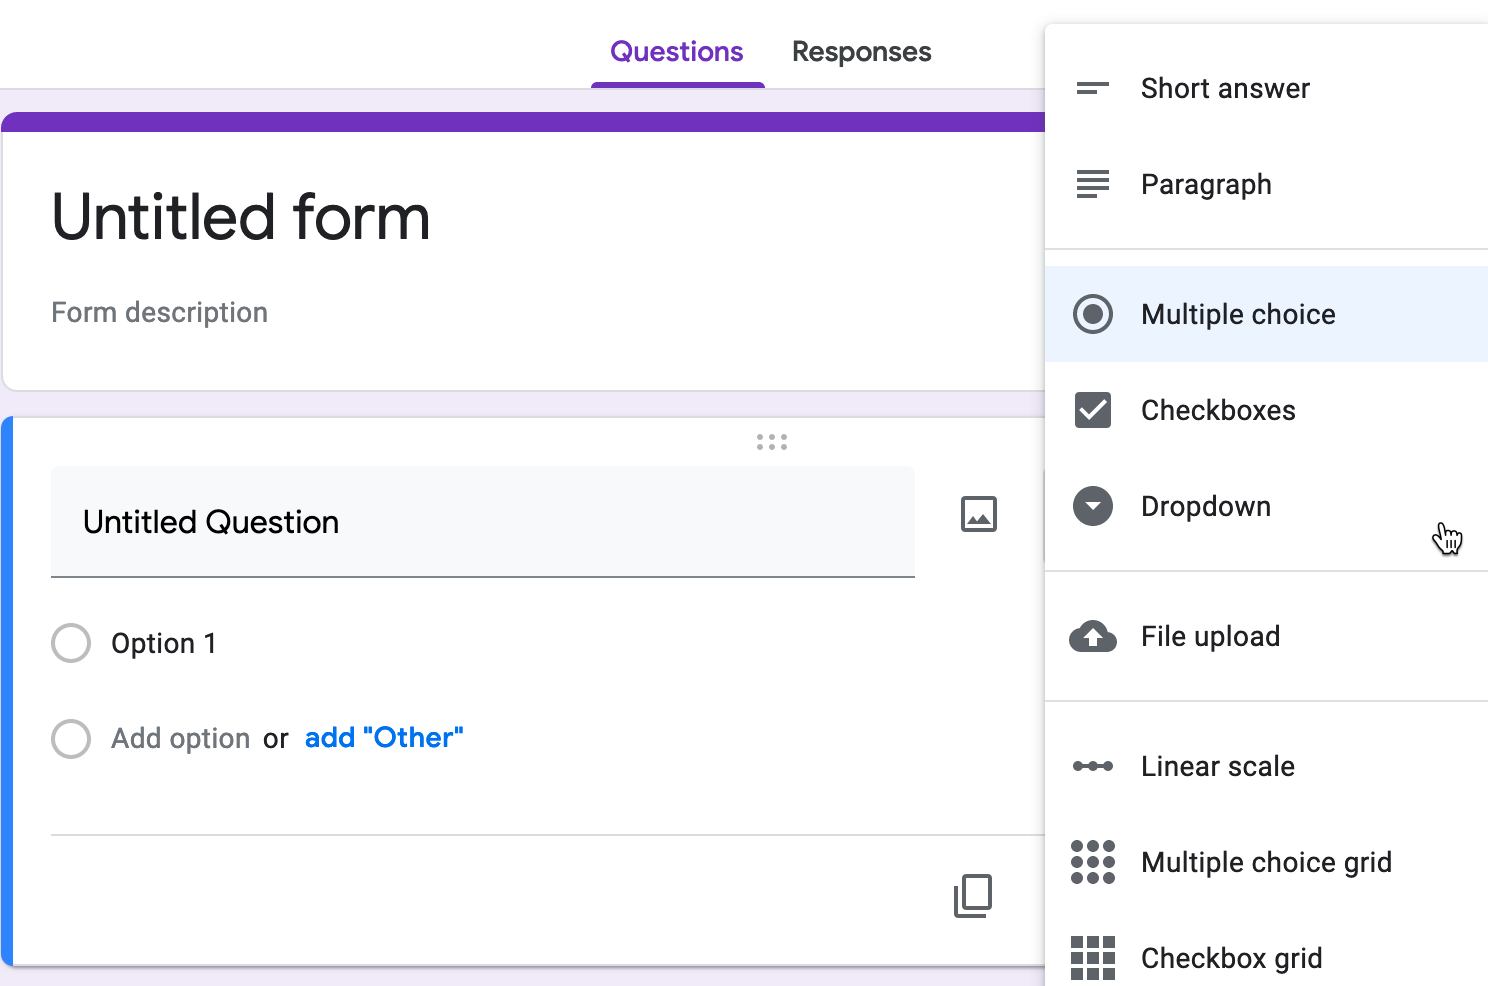 Questions
Responses
Untitled form
Form description
Untitled Question
Option 1
Add option or add "Other"
Short answer
Paragraph
Multiple choice
Checkboxes
Dropdown
File upload
Linear scale
Multiple choice grid
Checkbox grid